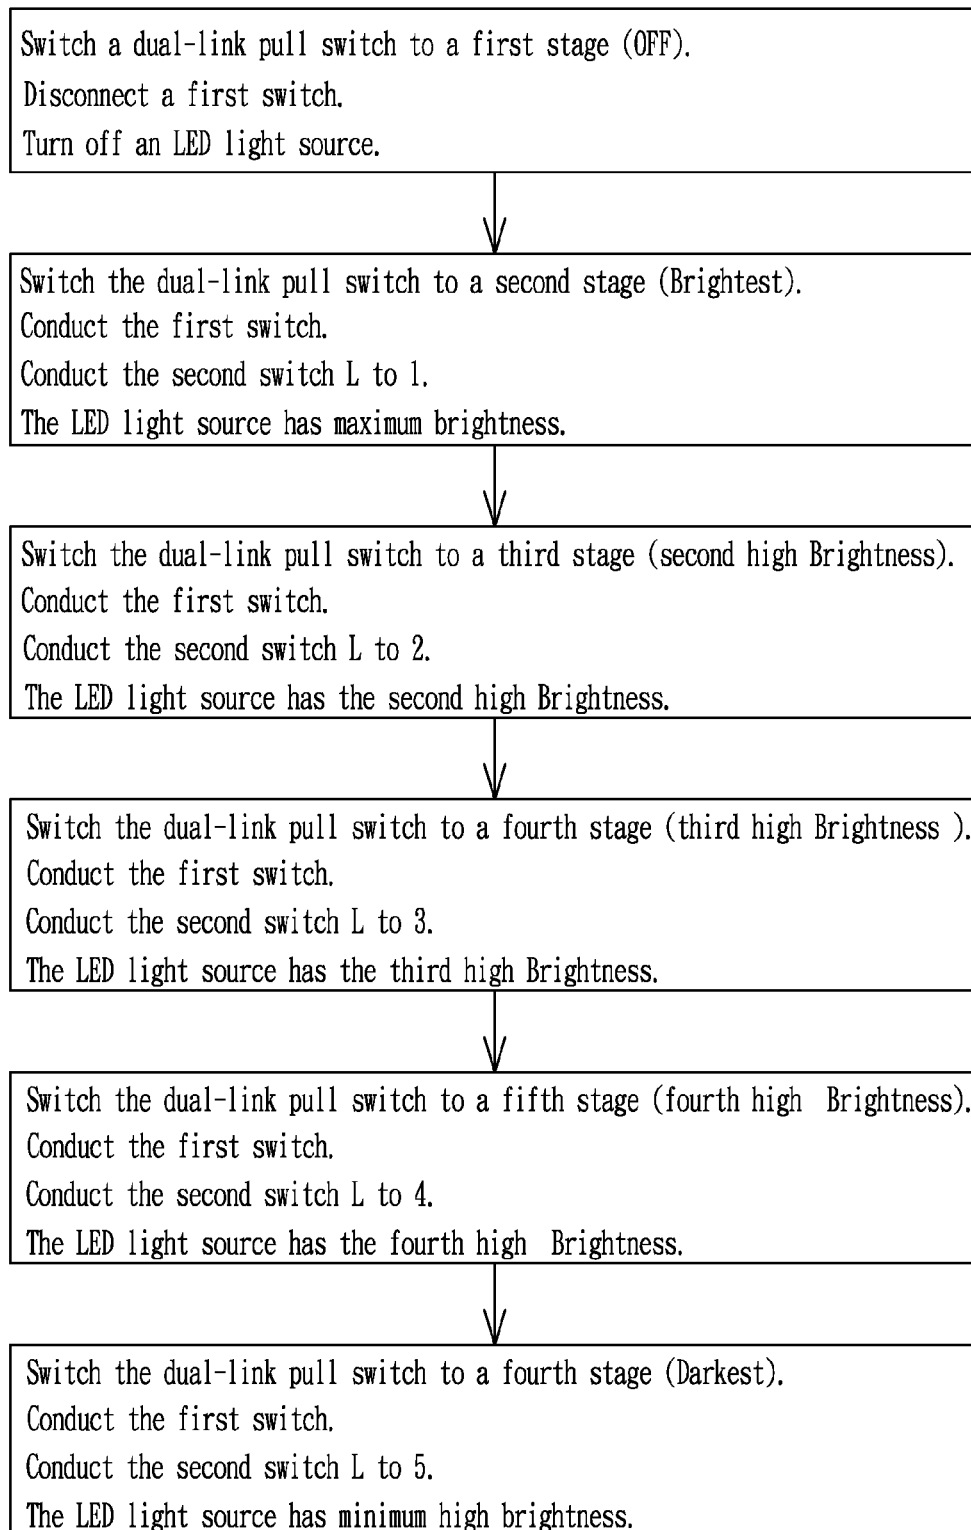 Switch a dual-link pull switch to a first stage (OFF).
Disconnect a first switch.
Turn off an LED light source.
Switch the dual-link pull switch to a second stage (Brightest).
Conduct the first switch.
Conduct the second switch L to 1.
The LED light source has maximum brightness.
Switch the dual-link pull switch to a third stage (second high Brightness).
Conduct the first switch.
Conduct the second switch L to 2.
The LED light source has the second high Brightness.
Switch the dual-link pull switch to a fourth stage (third high Brightness ).
Conduct the first switch.
Conduct the second switch L to 3.
The LED light source has the third high Brightness.
Switch the dual-link pull switch to a fifth stage (fourth high Brightness).
Conduct the first switch.
Conduct the second switch L to 4.
The LED light source has the fourth high Brightness.
Switch the dual-link pull switch to a fourth stage (Darkest).
Conduct the first switch.
Conduct the second switch L to 5.
The LED light source has minimum high brightness.